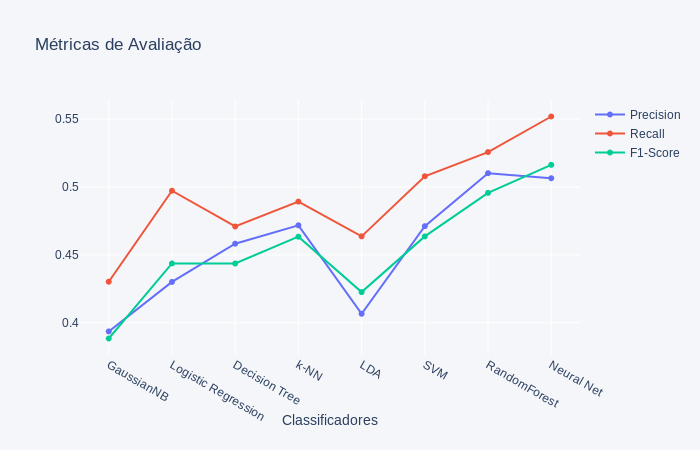 Métricas de Avaliação
0.55
0.5
0.45
0.4
Precision
Recall
F1-Score
GaussianNB
Logistic Regression
Decision Tree
k-NN
LDA
SVM
RandomForest
Neural Net
Classificadores